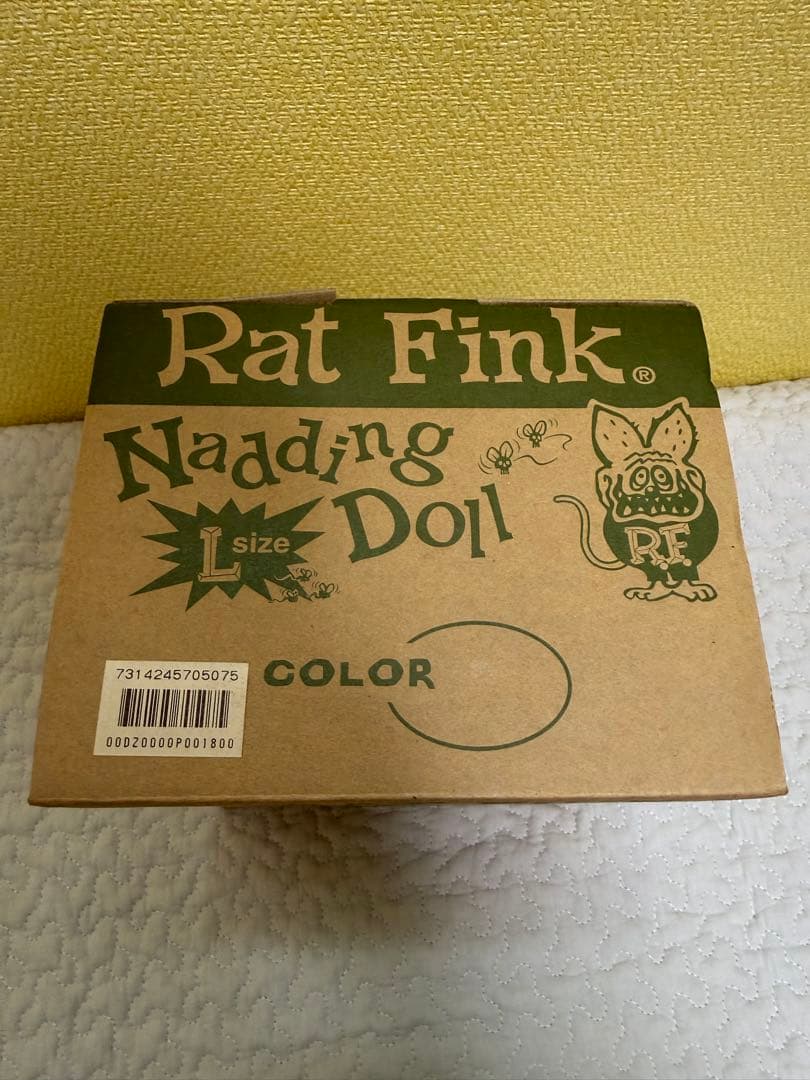 Rat Fink®
Nadding
Doll
L size
RF
COLOR
7314245705075
00DZ0000P001800